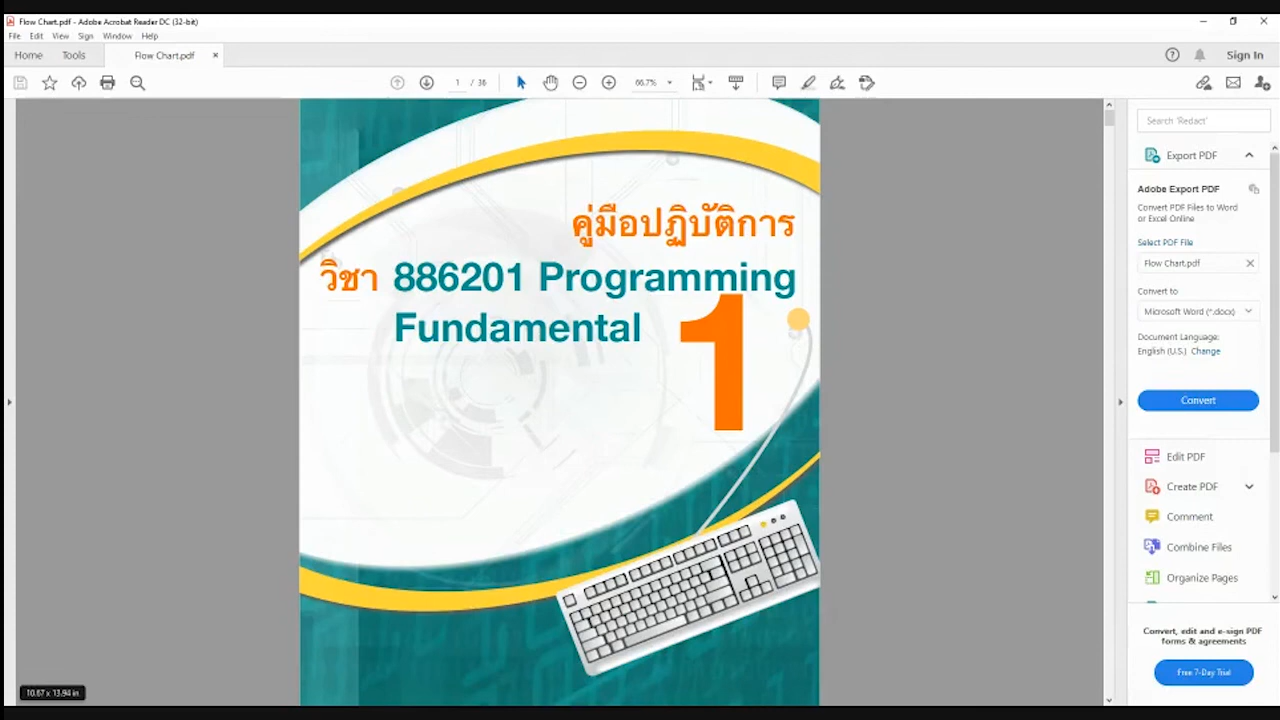 Flow Chart.pdf - Adobe Acrobat Reader DC (32-bit)
File Edit View Sign Window Help
Home Tools Flow Chart.pdf × Sign In
1 / 36 66.7%
คู่มือปฏิบัติการ
วิชา 886201 Programming
Fundamental 1
10.67 x 13.94 in
Search 'Redact'
Export PDF
Adobe Export PDF
Convert PDF Files to Word
or Excel Online
Select PDF File
Flow Chart.pdf
Convert to
Microsoft Word (*.docx)
Document Language:
English (U.S.) Change
Convert
Edit PDF
Create PDF
Comment
Combine Files
Organize Pages
Convert, edit and e-sign PDF
forms & agreements
Free 7-Day Trial